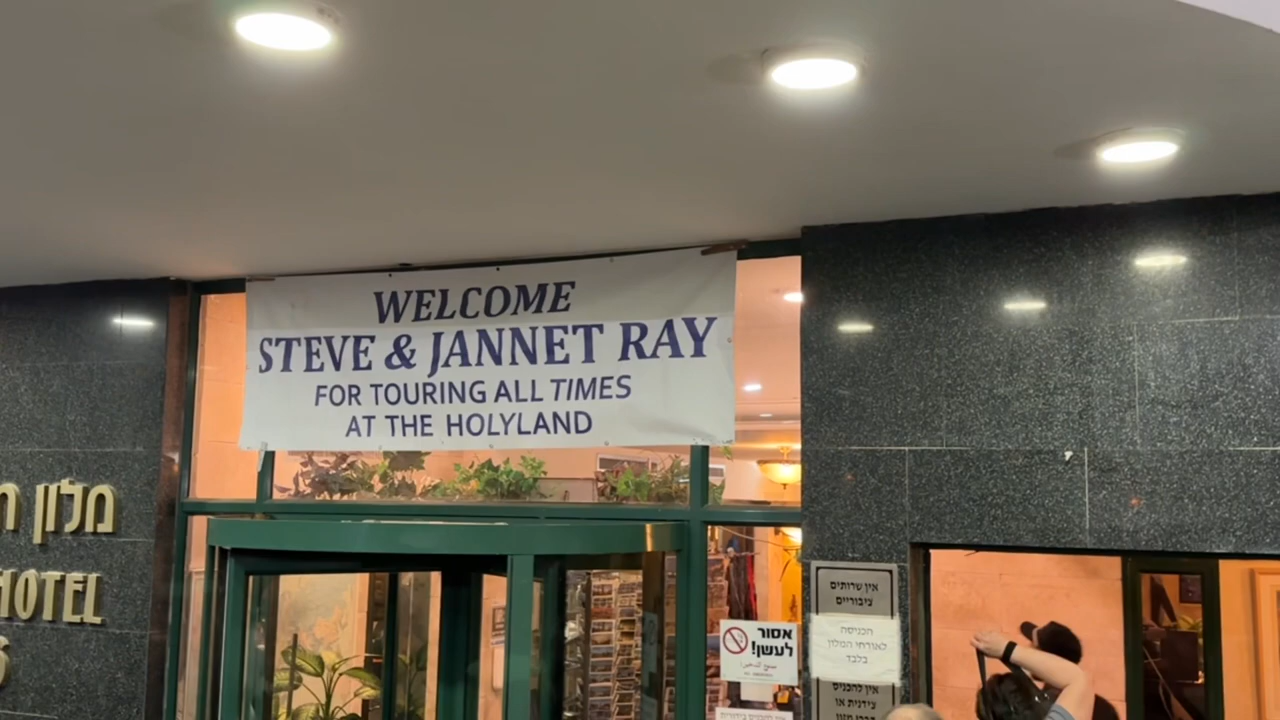 WELCOME
STEVE & JANNET RAY
FOR TOURING ALL TIMES
AT THE HOLYLAND
מלון
HOTEL
אין שרותים
ציבוריים
הכניסה
לאורחי המלון
בלבד
אין להכניס
צידנית או
אסור
לעשן!